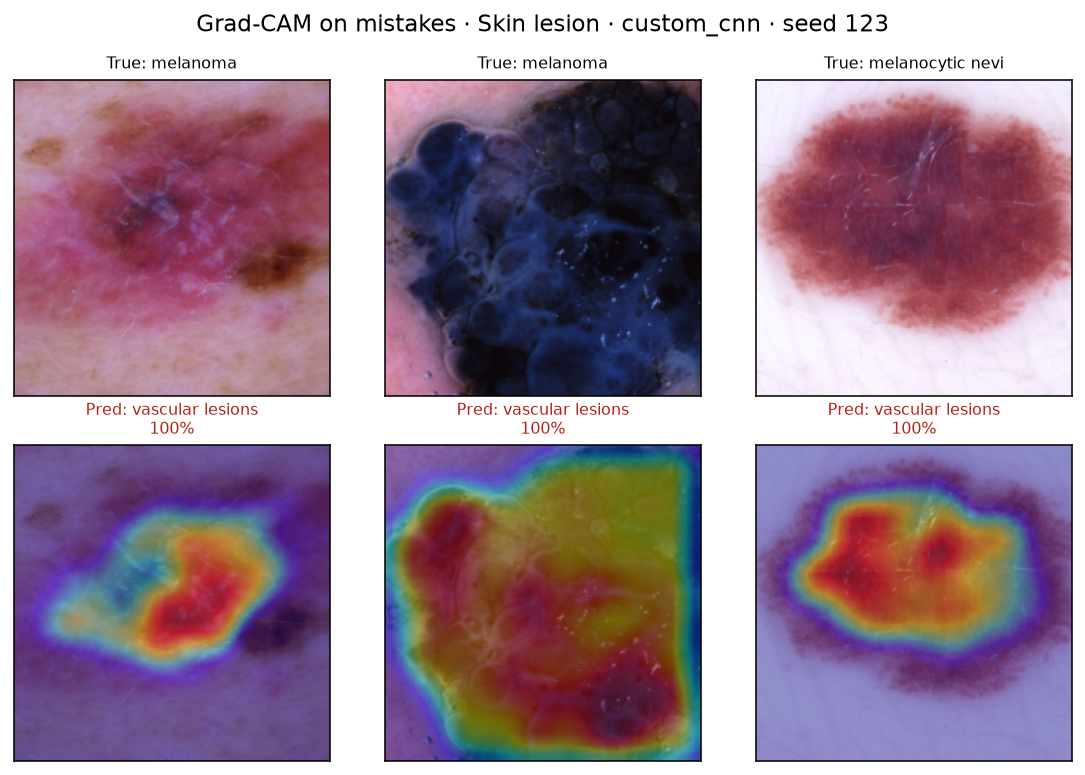 Grad-CAM on mistakes · Skin lesion · custom_cnn · seed 123
True: melanoma
True: melanoma
True: melanocytic nevi
Pred: vascular lesions
100%
Pred: vascular lesions
100%
Pred: vascular lesions
100%